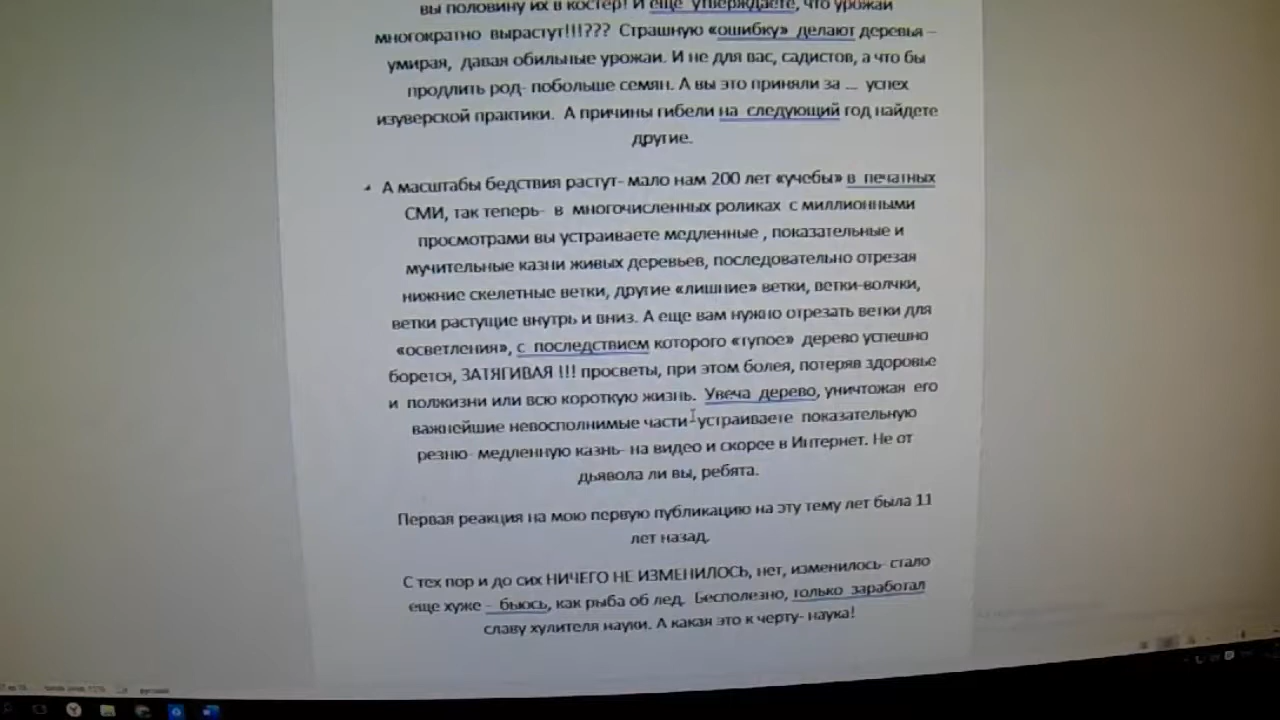 вы половину их в костер! И еще утверждаете, что урожаи
многократно вырастут!!!??? Страшную «ошибку» делают деревья –
умирая, давая обильные урожаи. И не для вас, садистов, а что бы
продлить род- побольше семян. А вы это приняли за ... успех
изуверской практики. А причины гибели на следующий год найдете
другие.
А масштабы бедствия растут- мало нам 200 лет «учебы» в печатных
СМИ, так теперь- в многочисленных роликах с миллионными
просмотрами вы устраиваете медленные , показательные и
мучительные казни живых деревьев, последовательно отрезая
нижние скелетные ветки, другие «лишние» ветки, ветки-волчки,
ветки растущие внутрь и вниз. А еще вам нужно отрезать ветки для
«осветления», с последствием которого «тупое» дерево успешно
борется, ЗАТЯГИВАЯ !!! просветы, при этом болея, потеряв здоровье
и полжизни или всю короткую жизнь. Увеча дерево, уничтожая его
важнейшие невосполнимые части- устраиваете показательную
резню- медленную казнь- на видео и скорее в Интернет. Не от
дьявола ли вы, ребята.
Первая реакция на мою первую публикацию на эту тему лет была 11
лет назад.
С тех пор и до сих НИЧЕГО НЕ ИЗМЕНИЛОСЬ, нет, изменилось- стало
еще хуже - бьюсь, как рыба об лед. Бесполезно, только заработал
славу хулителя науки. А какая это к черту- наука!